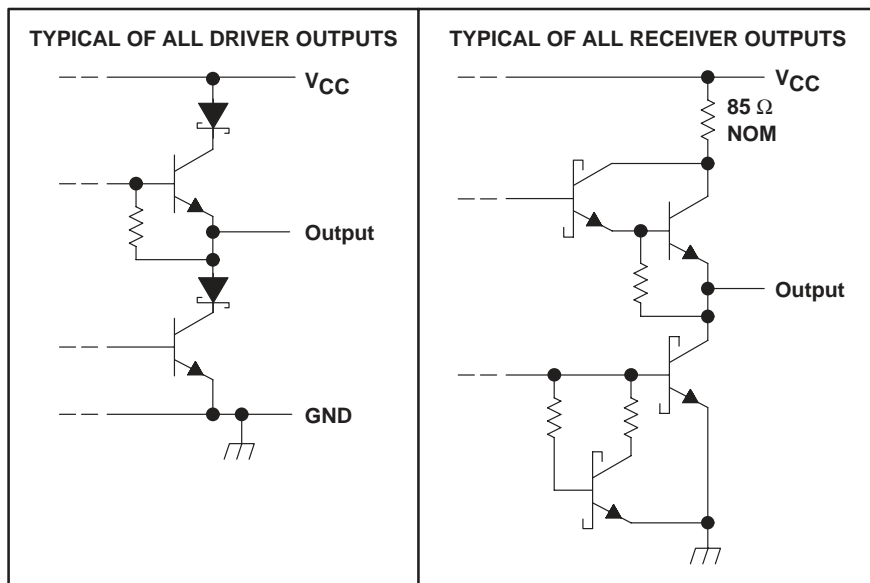 TYPICAL OF ALL DRIVER OUTPUTS
VCC
Output
GND
TYPICAL OF ALL RECEIVER OUTPUTS
VCC
85 Ω
NOM
Output